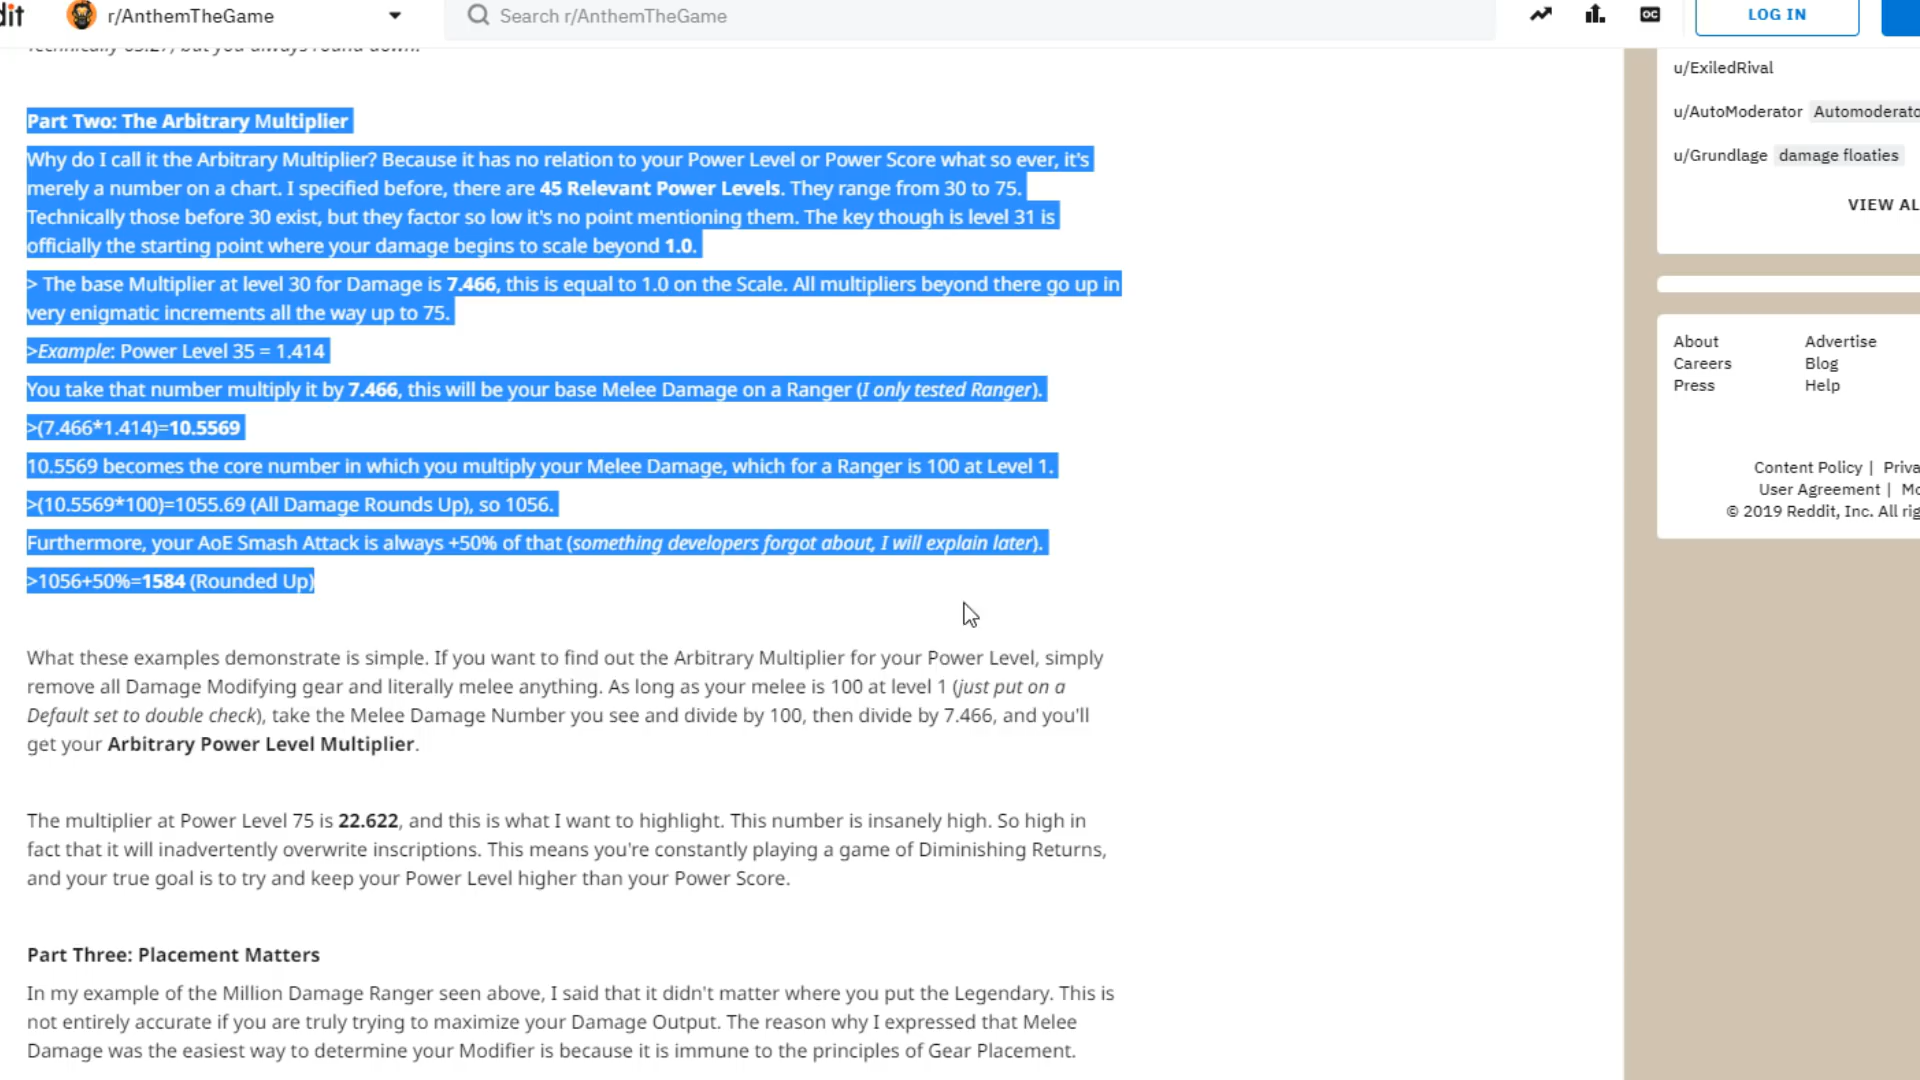 dit r/AnthemTheGame Search r/AnthemTheGame OC LOG IN
Technically 65.27, but you always round down.
Part Two: The Arbitrary Multiplier
Why do I call it the Arbitrary Multiplier? Because it has no relation to your Power Level or Power Score what so ever, it's
merely a number on a chart. I specified before, there are 45 Relevant Power Levels. They range from 30 to 75.
Technically those before 30 exist, but they factor so low it's no point mentioning them. The key though is level 31 is
officially the starting point where your damage begins to scale beyond 1.0.
> The base Multiplier at level 30 for Damage is 7.466, this is equal to 1.0 on the Scale. All multipliers beyond there go up in
very enigmatic increments all the way up to 75.
>Example: Power Level 35 = 1.414
You take that number multiply it by 7.466, this will be your base Melee Damage on a Ranger (I only tested Ranger).
>(7.466*1.414)=10.5569
10.5569 becomes the core number in which you multiply your Melee Damage, which for a Ranger is 100 at Level 1.
>(10.5569*100)=1055.69 (All Damage Rounds Up), so 1056.
Furthermore, your AoE Smash Attack is always +50% of that (something developers forgot about, I will explain later).
>1056+50%=1584 (Rounded Up)
What these examples demonstrate is simple. If you want to find out the Arbitrary Multiplier for your Power Level, simply
remove all Damage Modifying gear and literally melee anything. As long as your melee is 100 at level 1 (just put on a
Default set to double check), take the Melee Damage Number you see and divide by 100, then divide by 7.466, and you'll
get your Arbitrary Power Level Multiplier.
The multiplier at Power Level 75 is 22.622, and this is what I want to highlight. This number is insanely high. So high in
fact that it will inadvertently overwrite inscriptions. This means you're constantly playing a game of Diminishing Returns,
and your true goal is to try and keep your Power Level higher than your Power Score.
Part Three: Placement Matters
In my example of the Million Damage Ranger seen above, I said that it didn't matter where you put the Legendary. This is
not entirely accurate if you are truly trying to maximize your Damage Output. The reason why I expressed that Melee
Damage was the easiest way to determine your Modifier is because it is immune to the principles of Gear Placement.
u/ExiledRival
u/AutoModerator Automoderato
u/Grundlage damage floaties
VIEW AL
About Advertise
Careers Blog
Press Help
Content Policy | Priva
User Agreement | Mo
© 2019 Reddit, Inc. All rig